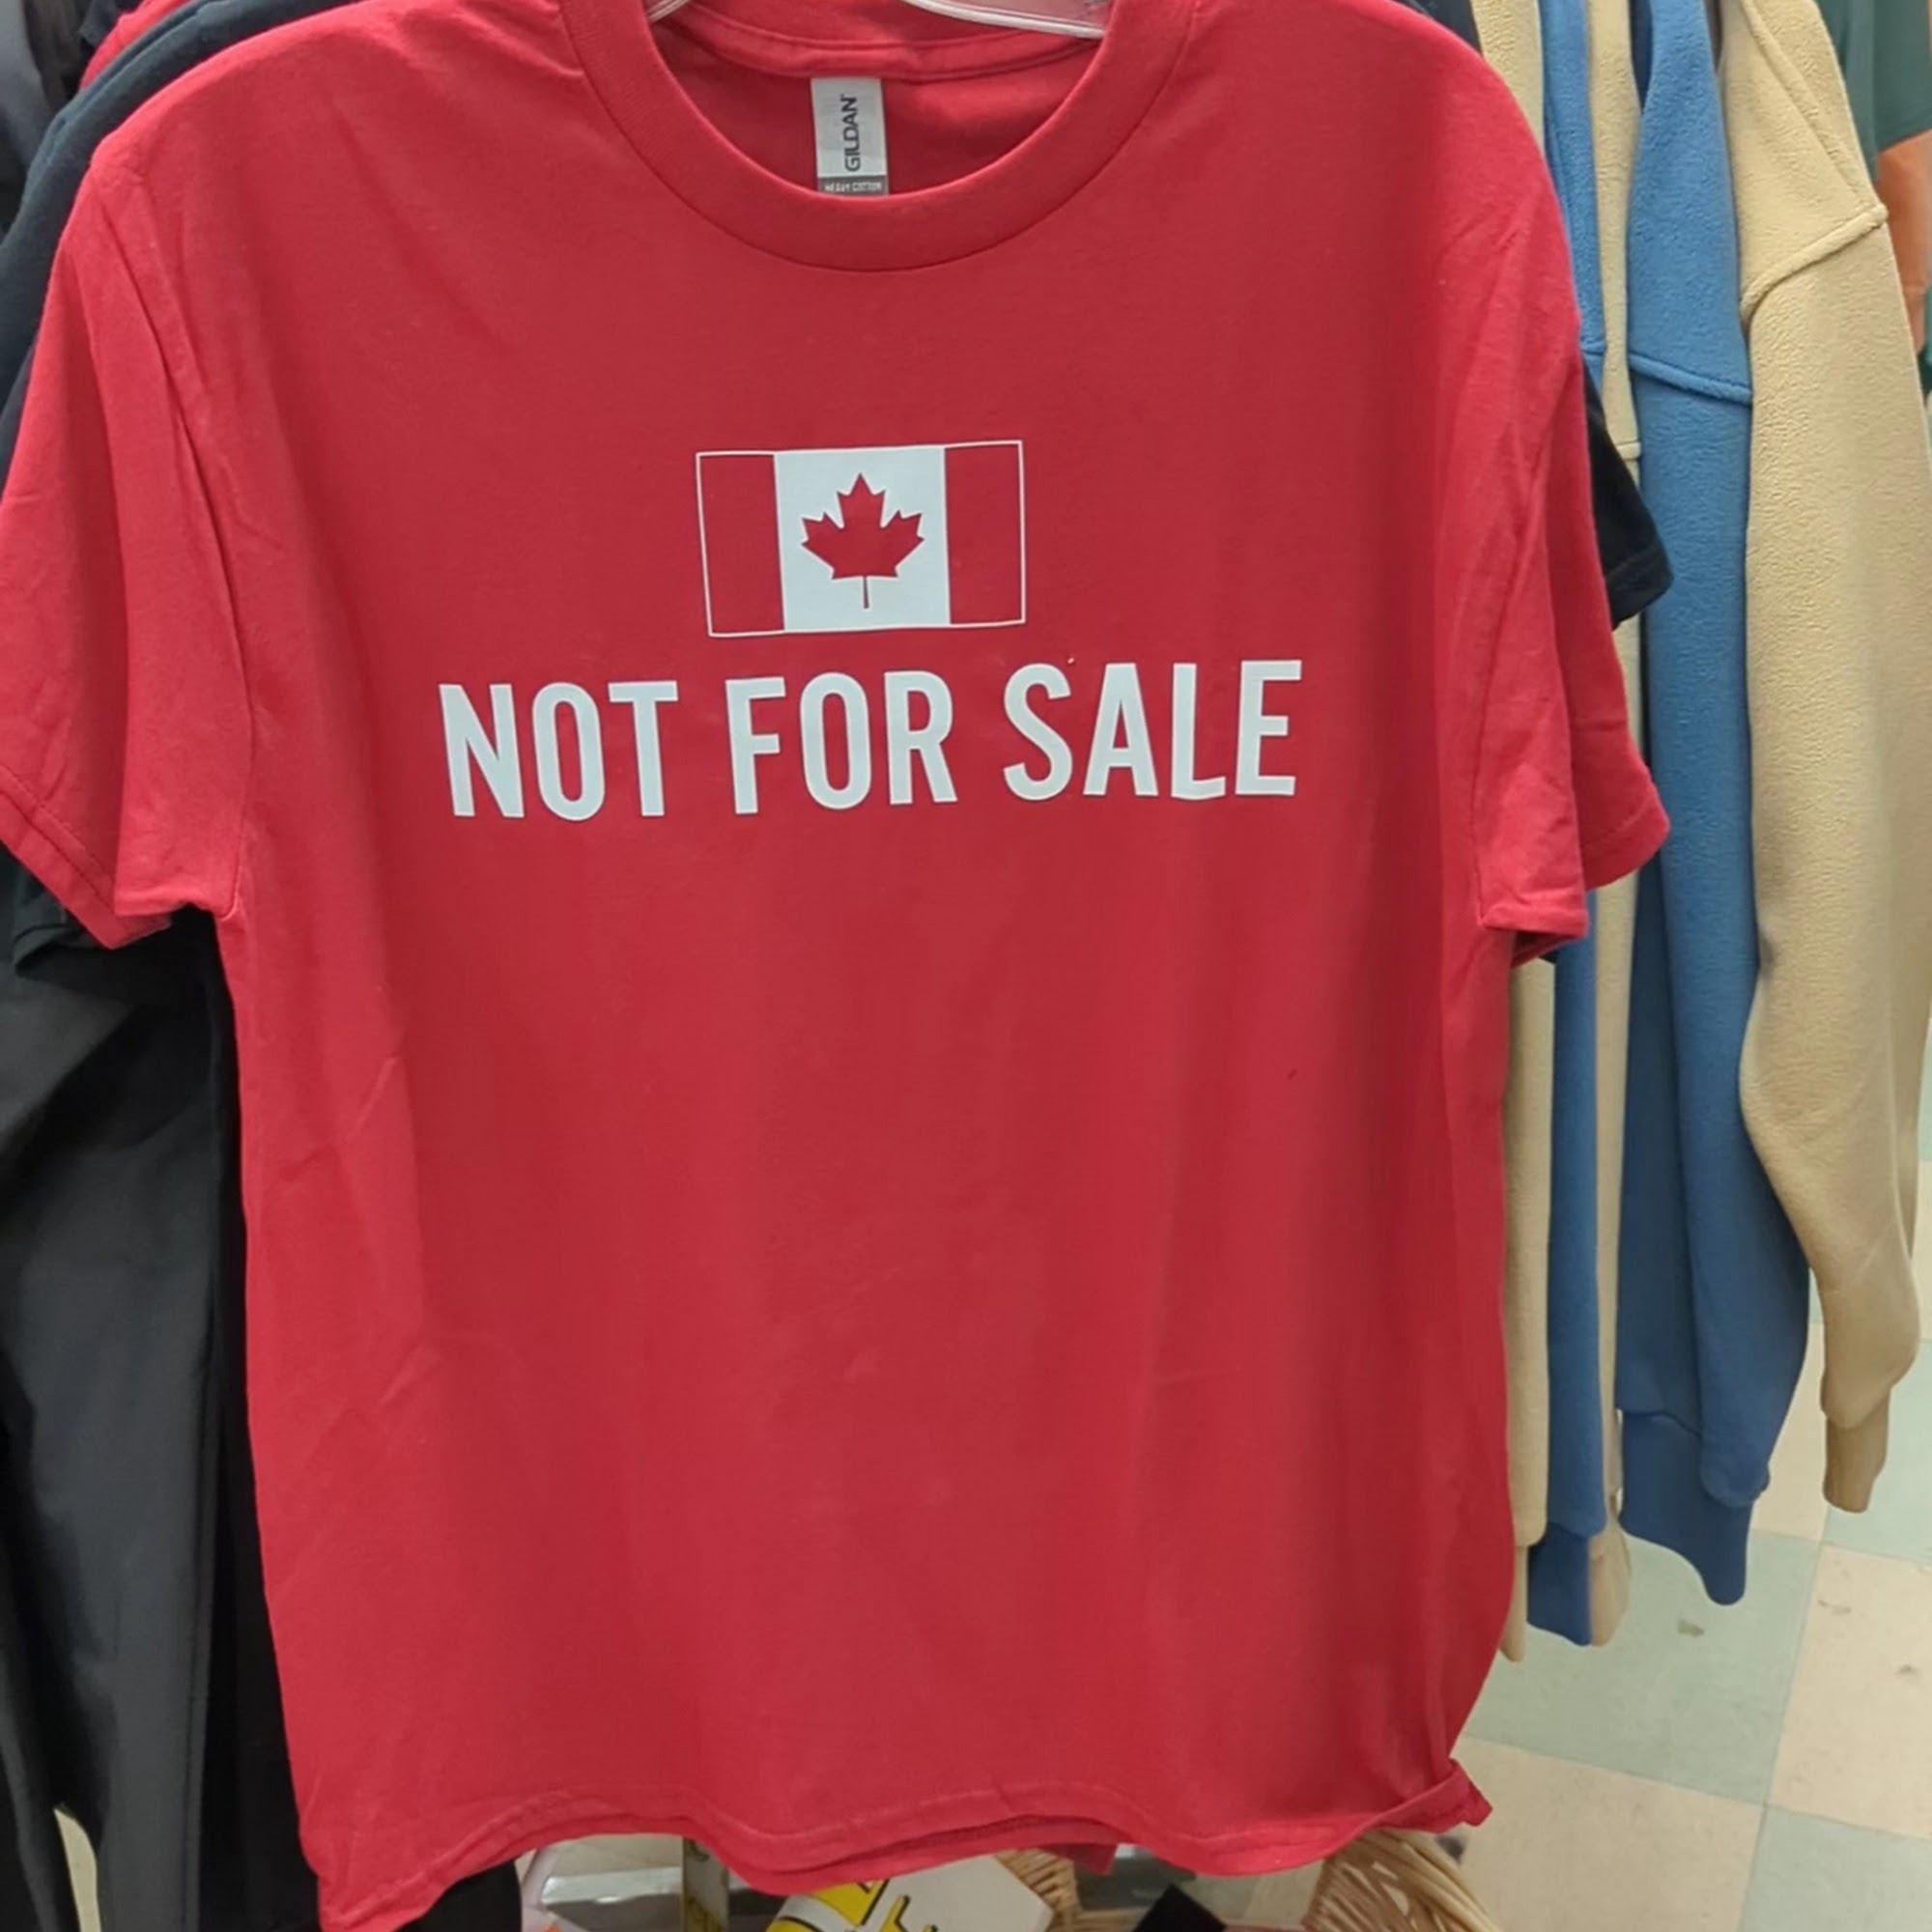 GILDAN
HEAVY COTTON
NOT FOR SALE